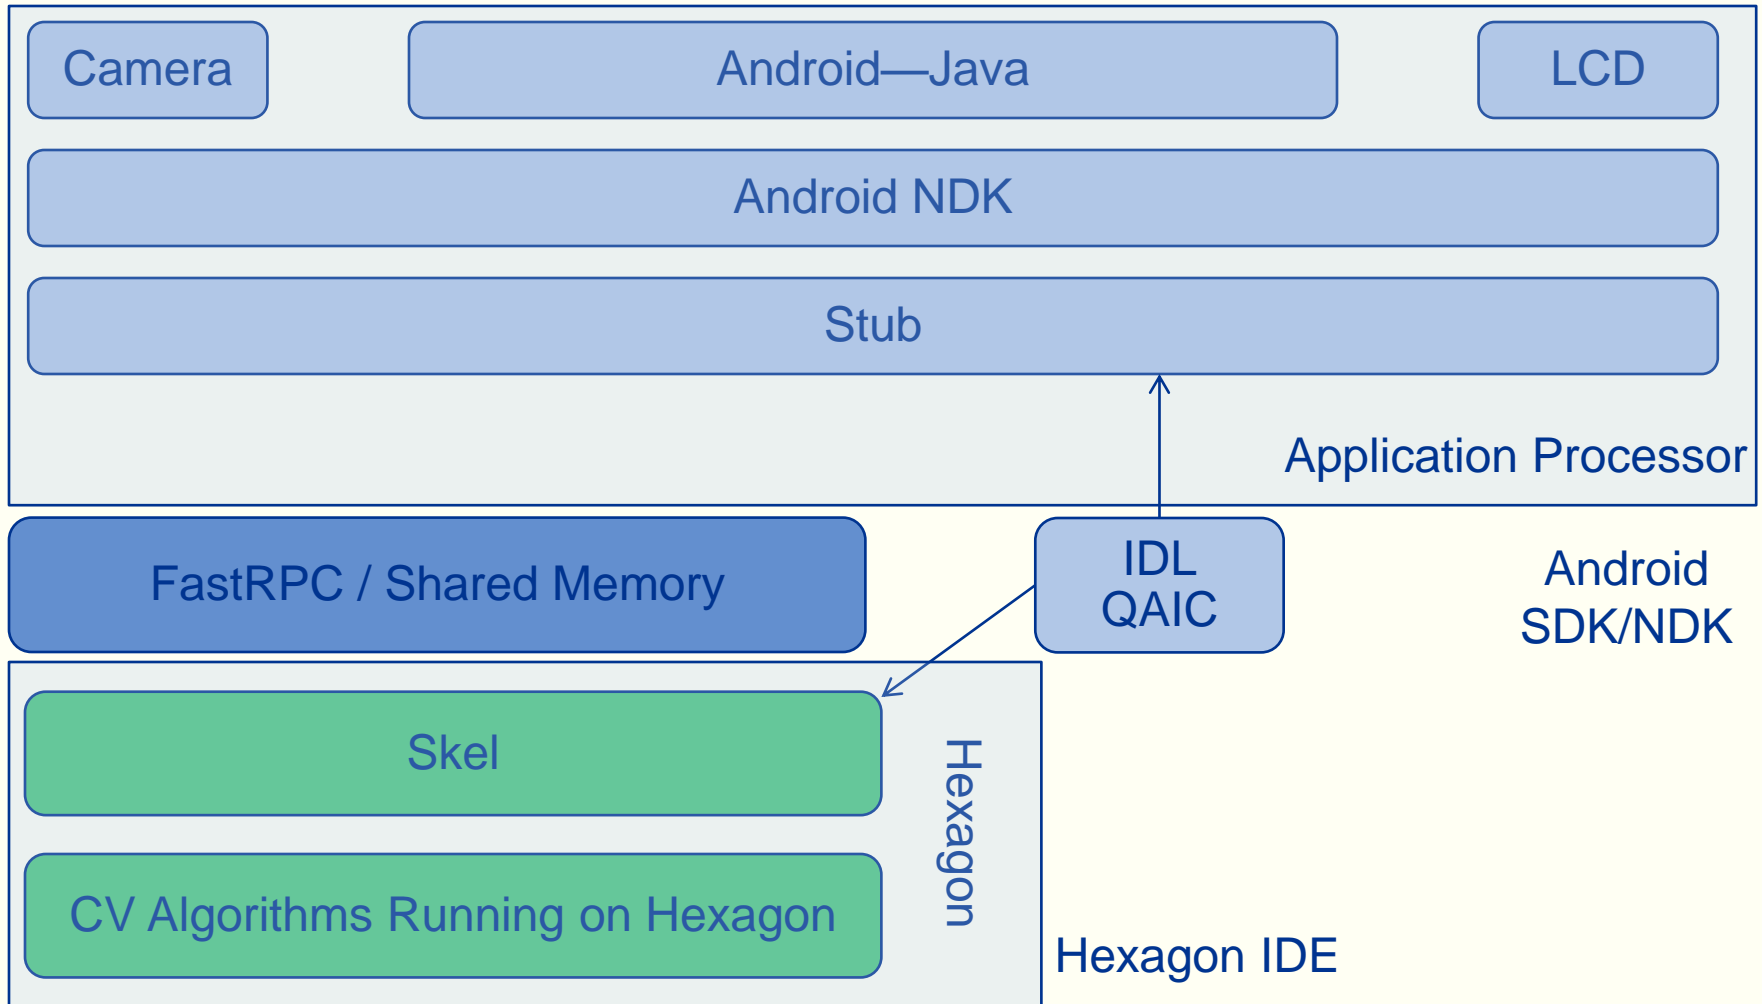 Camera
Android—Java
LCD
Android NDK
Stub
Application Processor
FastRPC / Shared Memory
IDL
QAIC
Android
SDK/NDK
Skel
Hexagon
CV Algorithms Running on Hexagon
Hexagon IDE